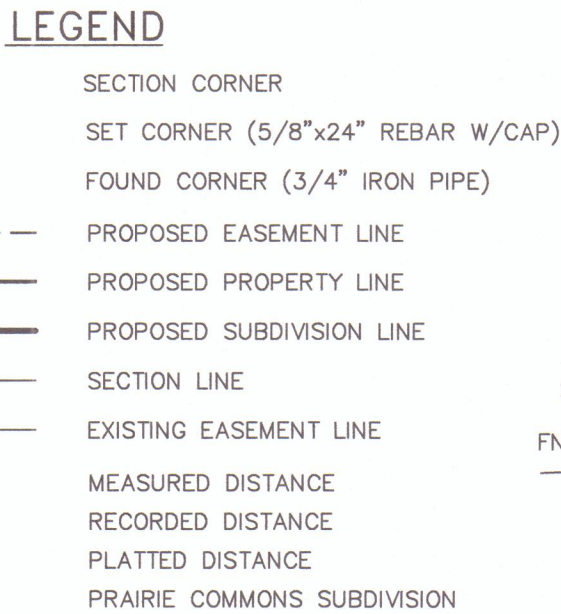 LEGEND
SECTION CORNER
SET CORNER (5/8"x24" REBAR W/CAP)
FOUND CORNER (3/4" IRON PIPE)
PROPOSED EASEMENT LINE
PROPOSED PROPERTY LINE
PROPOSED SUBDIVISION LINE
SECTION LINE
EXISTING EASEMENT LINE
MEASURED DISTANCE
RECORDED DISTANCE
PLATTED DISTANCE
PRAIRIE COMMONS SUBDIVISION